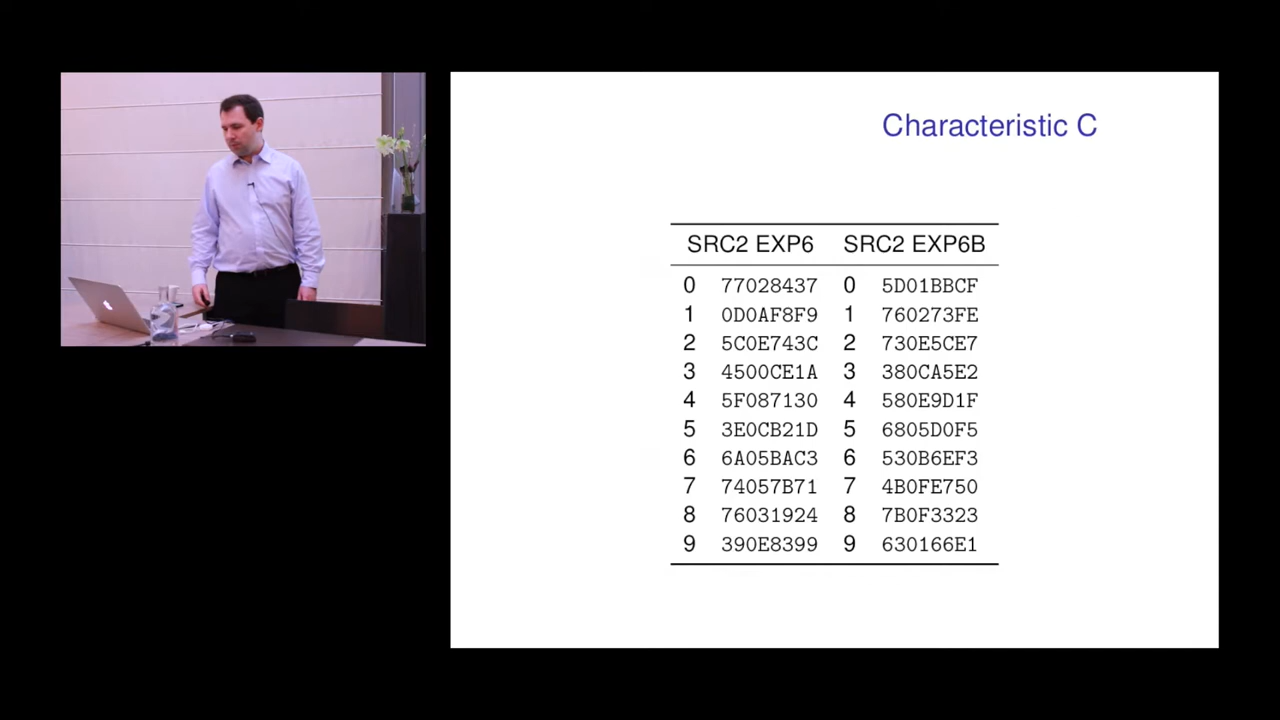 Characteristic C
SRC2 EXP6 SRC2 EXP6B
0 77028437 0 5D01BBCF
1 0D0AF8F9 1 760273FE
2 5C0E743C 2 730E5CE7
3 4500CE1A 3 380CA5E2
4 5F087130 4 580E9D1F
5 3E0CB21D 5 6805D0F5
6 6A05BAC3 6 530B6EF3
7 74057B71 7 4B0FE750
8 76031924 8 7B0F3323
9 390E8399 9 630166E1